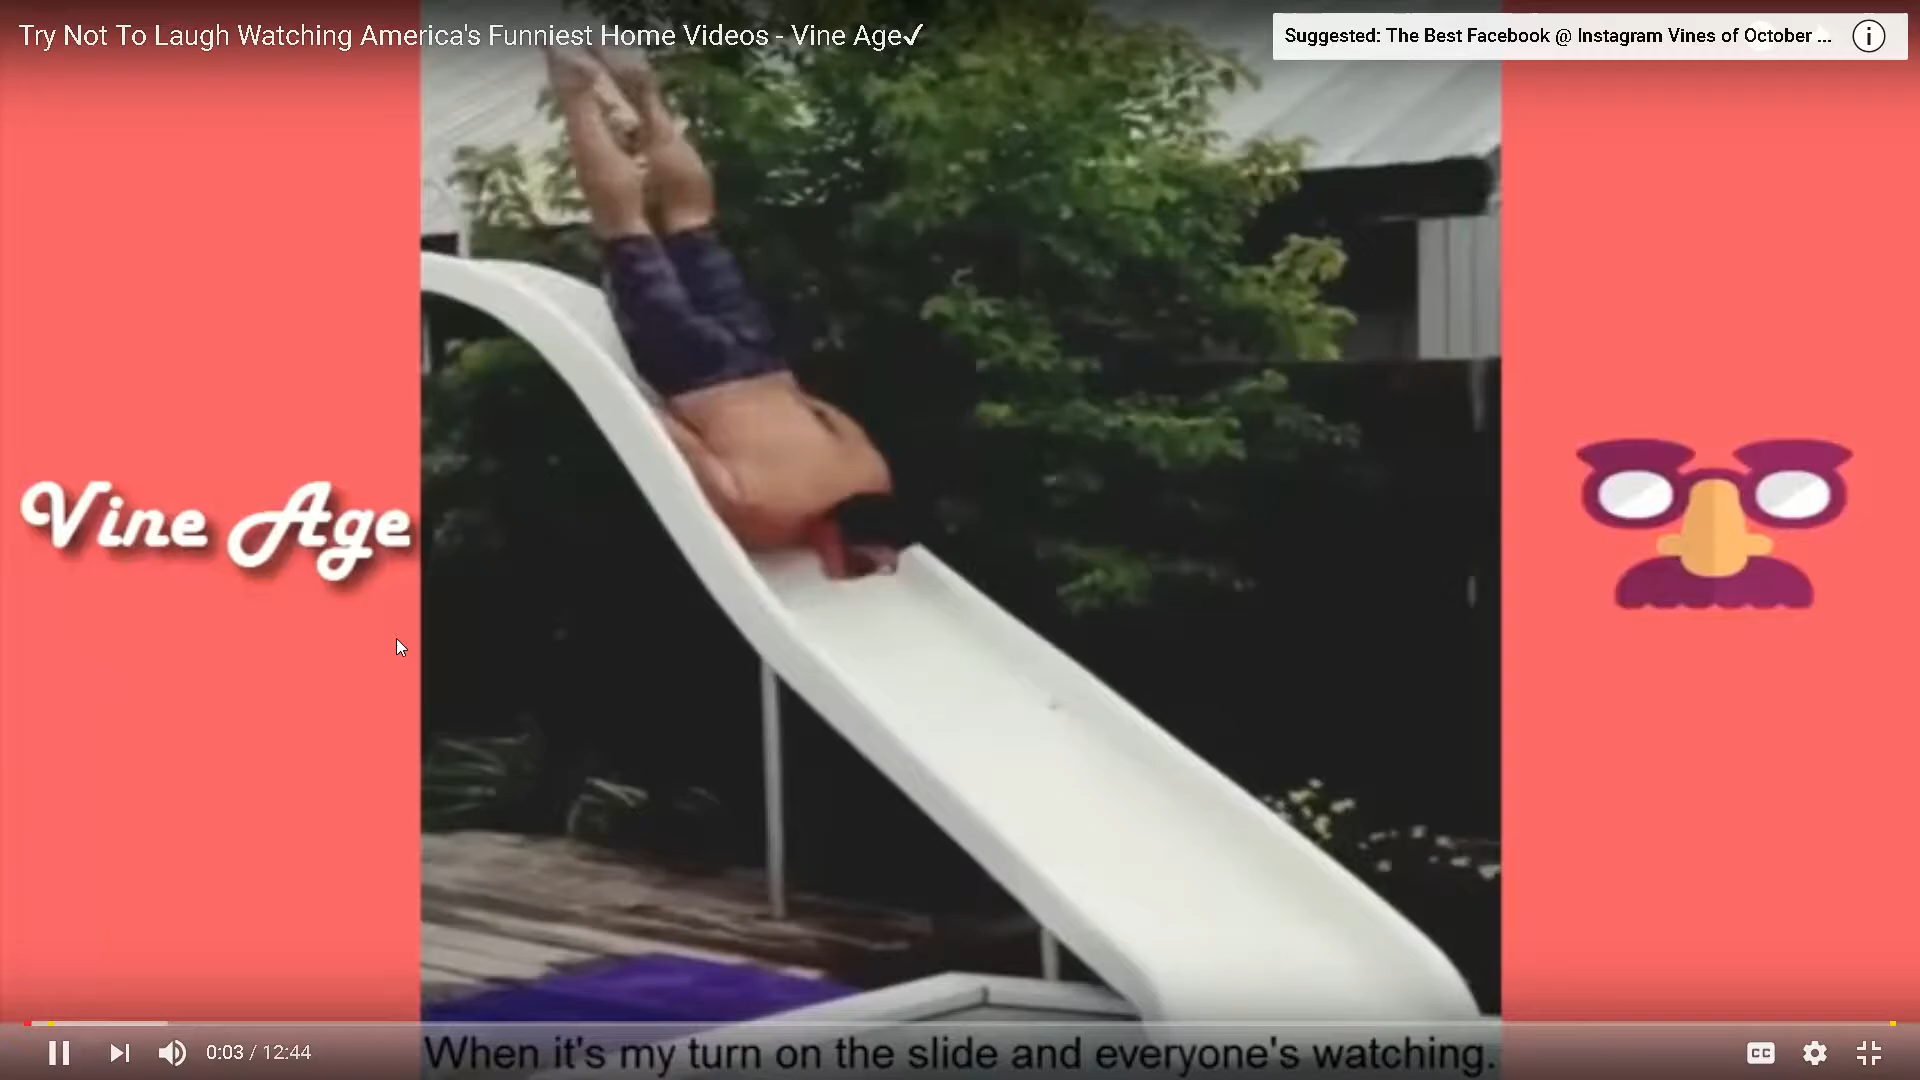 Try Not To Laugh Watching America's Funniest Home Videos - Vine Age✓
Suggested: The Best Facebook @ Instagram Vines of October ...
Vine Age
0:03 / 12:44
CC
When it's my turn on the slide and everyone's watching.